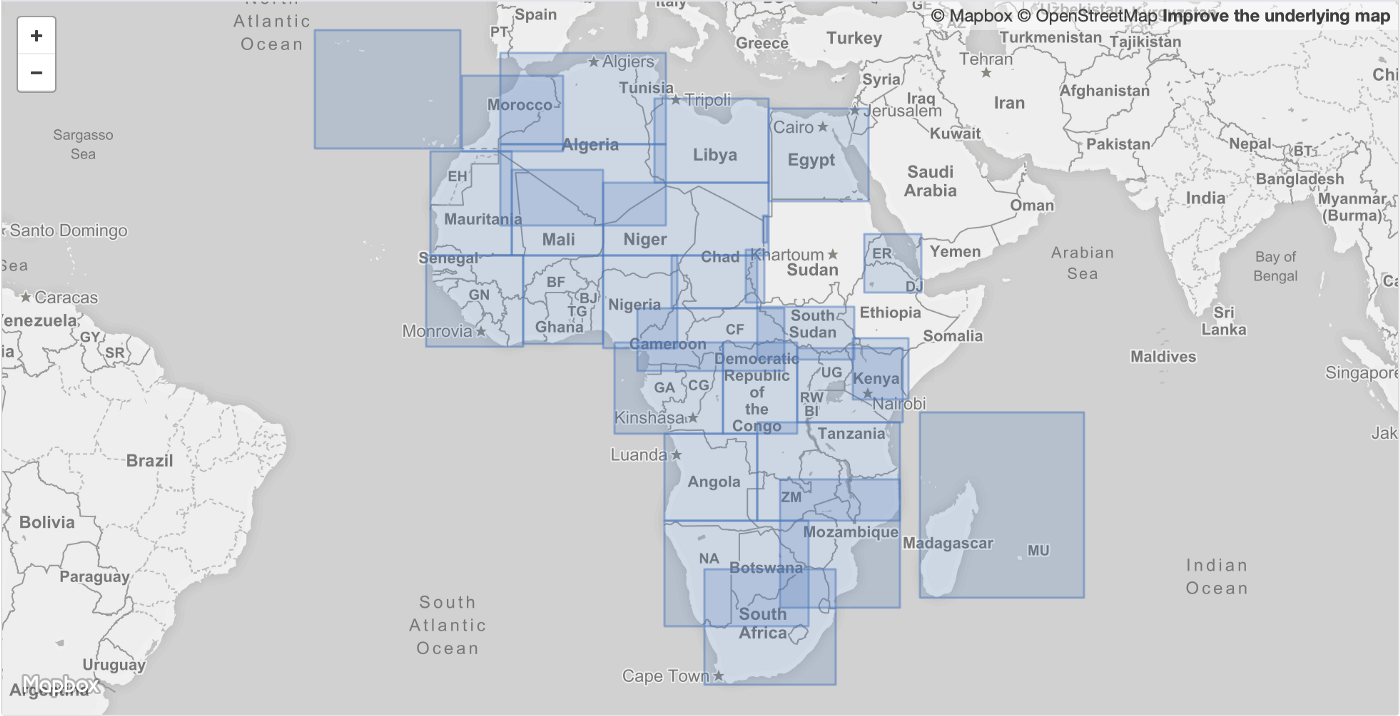 North
Atlantic
Ocean
Spain
Italy
PT
Greece
Turkey
© Mapbox © OpenStreetMap Improve the underlying map
Uzbekistan
Kyrgyzstan
GE
AZ
Turkmenistan
Tajikistan
+
−
Algiers
Tehran
Syria
Chi
Tunisia
Afghanistan
Iraq
Iran
Morocco
Tripoli
Jerusalem
Sargasso
Sea
Cairo
Kuwait
Algeria
Libya
Egypt
Pakistan
Nepal
BT
EH
Saudi
Arabia
Bangladesh
India
Myanmar
(Burma)
Mauritania
Oman
Santo Domingo
Mali
Niger
Chad
Khartoum
Sudan
ER
Yemen
Arabian
Sea
Bay of
Bengal
Senegal
Sea
BF
DJ
Ca
Caracas
GN
BJ
TG
Nigeria
Ethiopia
Sri
Lanka
Venezuela
Monrovia
Ghana
CF
South
Sudan
Somalia
GY
SR
ia
Cameroon
Democratic
Republic
of
the
Congo
Maldives
GA
CG
UG
Kenya
Singapore
RW
BI
Nairobi
Kinshasa
Jak
Tanzania
Luanda
Brazil
Angola
ZM
Bolivia
Mozambique
Madagascar
MU
NA
Botswana
Indian
Ocean
Paraguay
South
Atlantic
Ocean
South
Africa
Uruguay
Cape Town
Argentina
Mapbox